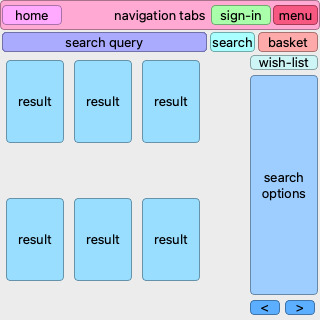 home
navigation tabs
sign-in
menu
search query
search
basket
wish-list
result
result
result
search
options
result
result
result
<
>